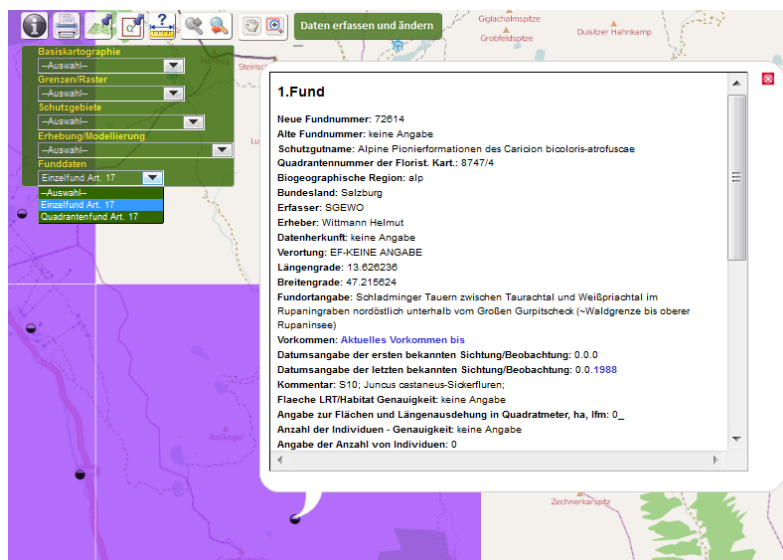 Daten erfassen und ändern
Giglachalmspitze
Grobfeldspitze
Duisitzer Hahnkamp
Basiskartographie
--Auswahl--
Grenzen/Raster
--Auswahl--
Schutzgebiete
--Auswahl--
Erhebung/Modellierung
--Auswahl--
Funddaten
Einzelfund Art. 17
--Auswahl--
Einzelfund Art. 17
Quadrantenfund Art. 17
Steirisc
Lu
1.Fund
Neue Fundnummer: 72614
Alte Fundnummer: keine Angabe
Schutzgutname: Alpine Pionierformationen des Caricion bicoloris-atrofuscae
Quadrantennummer der Florist. Kart.: 8747/4
Biogeographische Region: alp
Bundesland: Salzburg
Erfasser: SGEWO
Erheber: Wittmann Helmut
Datenherkunft: keine Angabe
Verortung: EF-KEINE ANGABE
Längengrade: 13.626236
Breitengrade: 47.215624
Fundortangabe: Schladminger Tauern zwischen Taurachtal und Weißpriachtal im
Rupaningraben nordöstlich unterhalb vom Großen Gurpitscheck (~Waldgrenze bis oberer
Rupaninsee)
Vorkommen: Aktuelles Vorkommen bis
Datumsangabe der ersten bekannten Sichtung/Beobachtung: 0.0.0
Datumsangabe der letzten bekannten Sichtung/Beobachtung: 0.0.1988
Kommentar: S10; Juncus castaneus-Sickerfluren;
Flaeche LRT/Habitat Genauigkeit: keine Angabe
Angabe zur Flächen und Längenausdehung in Quadratmeter, ha, lfm: 0_
Anzahl der Individuen - Genauigkeit: keine Angabe
Angabe der Anzahl von Individuen: 0
Roßkogel
Zechnerkarspitz